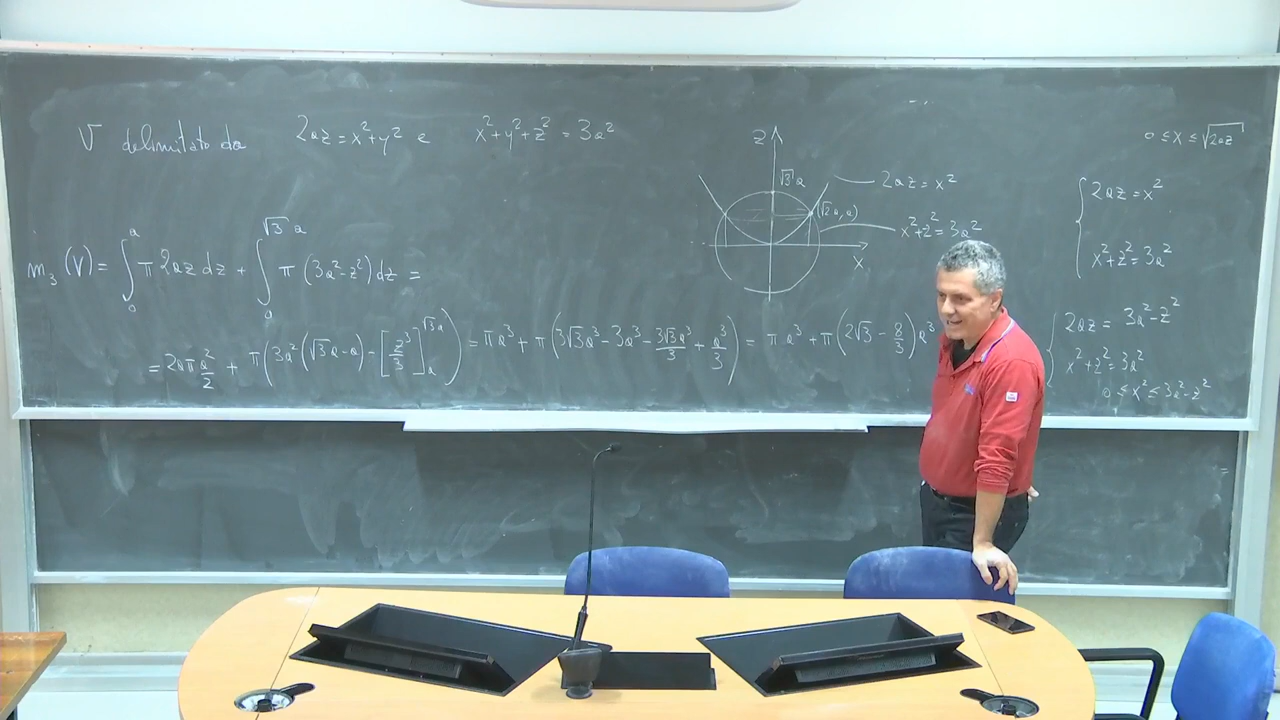 V delimitato da 2az = x²+y² e x²+y²+z² = 3a²
m₃(V) = ∫₀ᵃ π 2az dz + ∫ₐ^{√3 a} π (3a²-z²) dz =
= 2aπ a²/2 + π(3a²(√3a-a) - [z³/3]ₐ^{√3a}) = πa³ + π(3√3a³ - 3a³ - 3√3a³/3 + a³/3) = πa³ + π(2√3 - 8/3)a³
z
√3a
2az = x²
(√2a, a)
x²+z² = 3a²
x
0 ≤ x ≤ √2az
{ 2az = x²
x²+z² = 3a²
{ 2az = 3a²-z²
x²+z² = 3a²
0 ≤ x² ≤ 3a²-z²